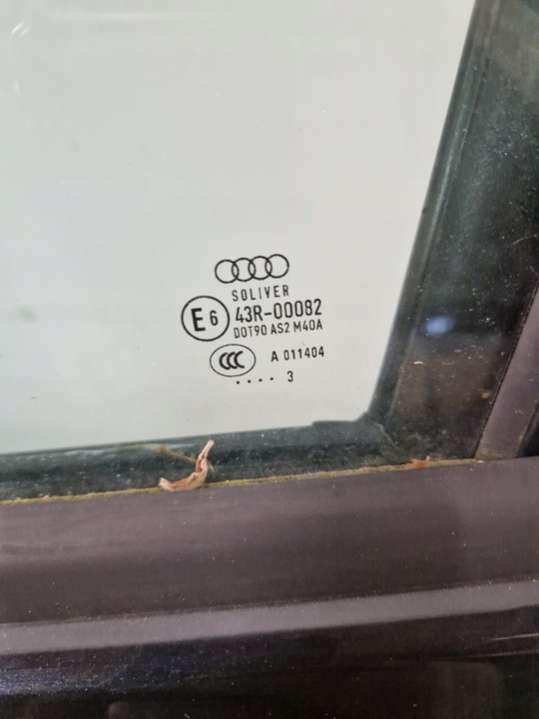 SOLIVER
E6 43R-00082
DOT90 AS2 M40A
CCC A 011404
.... 3